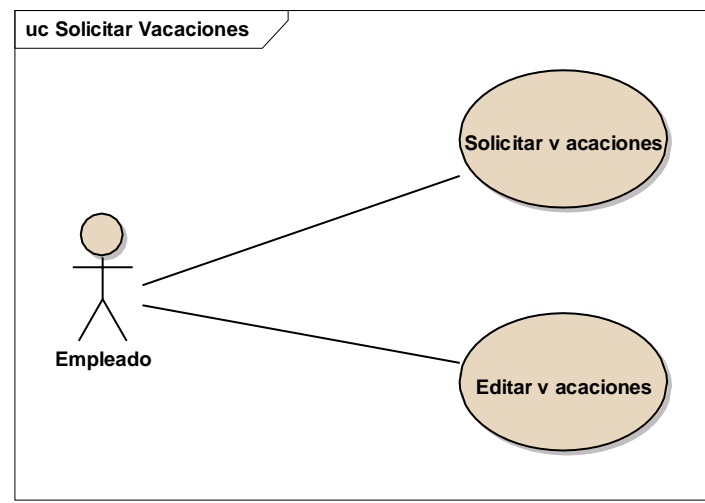 uc Solicitar Vacaciones
Solicitar v acaciones
Empleado
Editar v acaciones